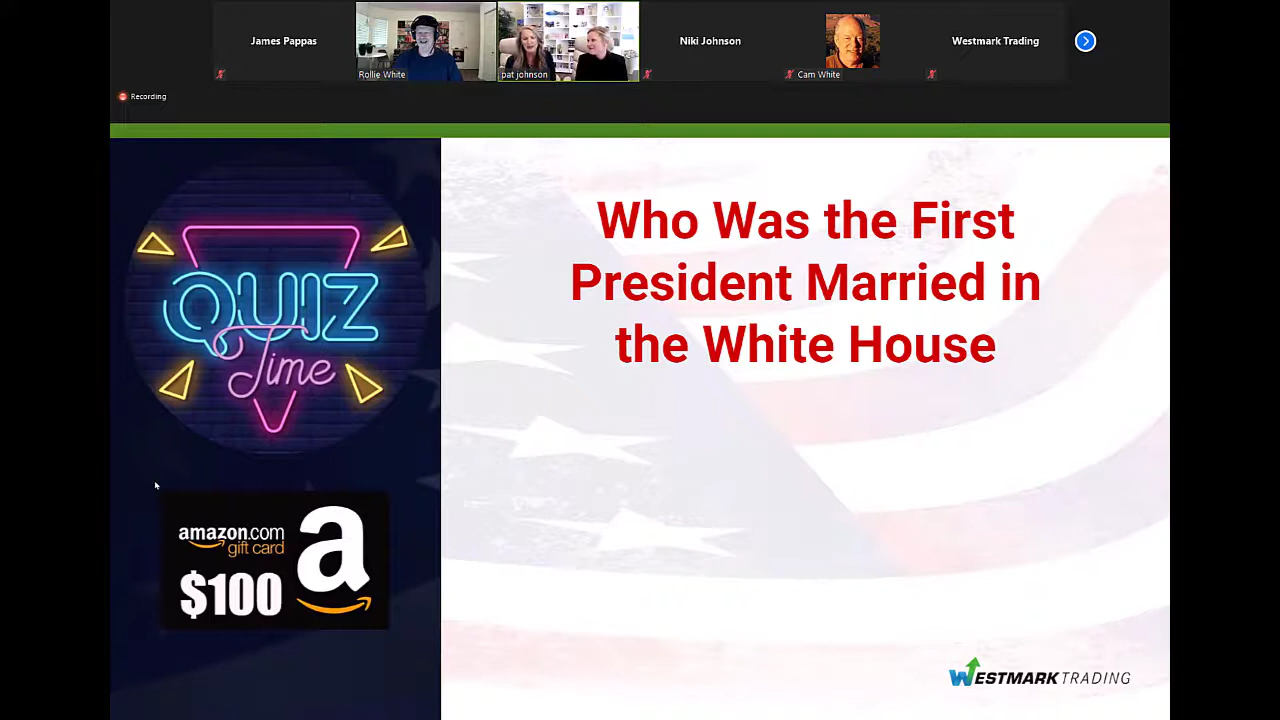 James Pappas
Rollie White
pat johnson
Niki Johnson
Cam White
Westmark Trading
Recording
QUIZ
Time
Who Was the First
President Married in
the White House
amazon.com
gift card
a
$100
WESTMARK TRADING